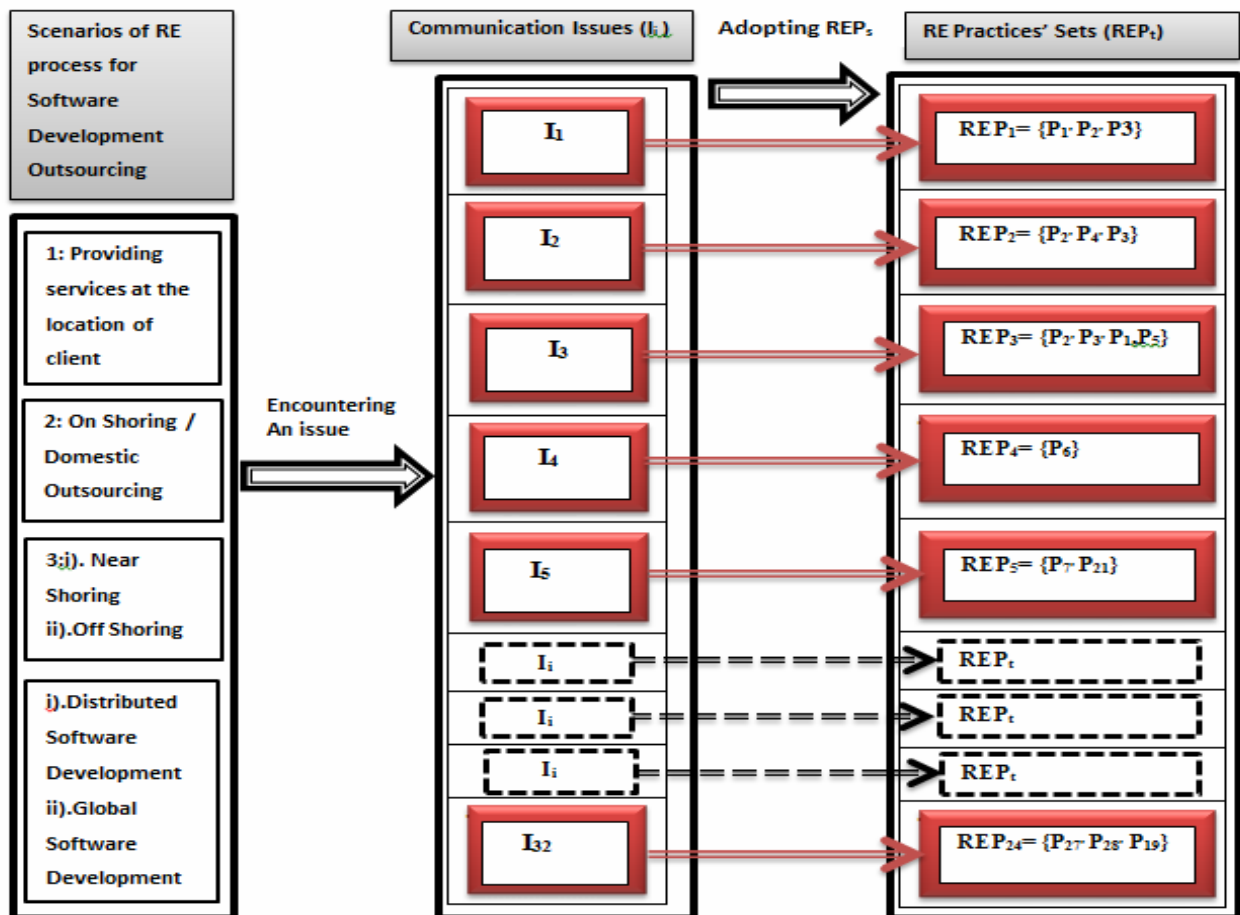 Scenarios of RE
process for
Software
Development
Outsourcing
1: Providing
services at the
location of
client
2: On Shoring /
Domestic
Outsourcing
3:i). Near
Shoring
ii).Off Shoring
i).Distributed
Software
Development
ii).Global
Software
Development
Encountering
An issue
Communication Issues (Iᵢ)
I₁
I₂
I₃
I₄
I₅
Iᵢ
Iᵢ
Iᵢ
I₃₂
Adopting REPₛ
RE Practices’ Sets (REPₜ)
REP₁= {P₁, P₂, P3}
REP₂= {P₂, P₄, P₃}
REP₃= {P₂, P₃, P₁,P₅}
REP₄= {P₆}
REP₅= {P₇, P₂₁}
REPₜ
REPₜ
REPₜ
REP₂₄= {P₂₇, P₂₈, P₁₉}